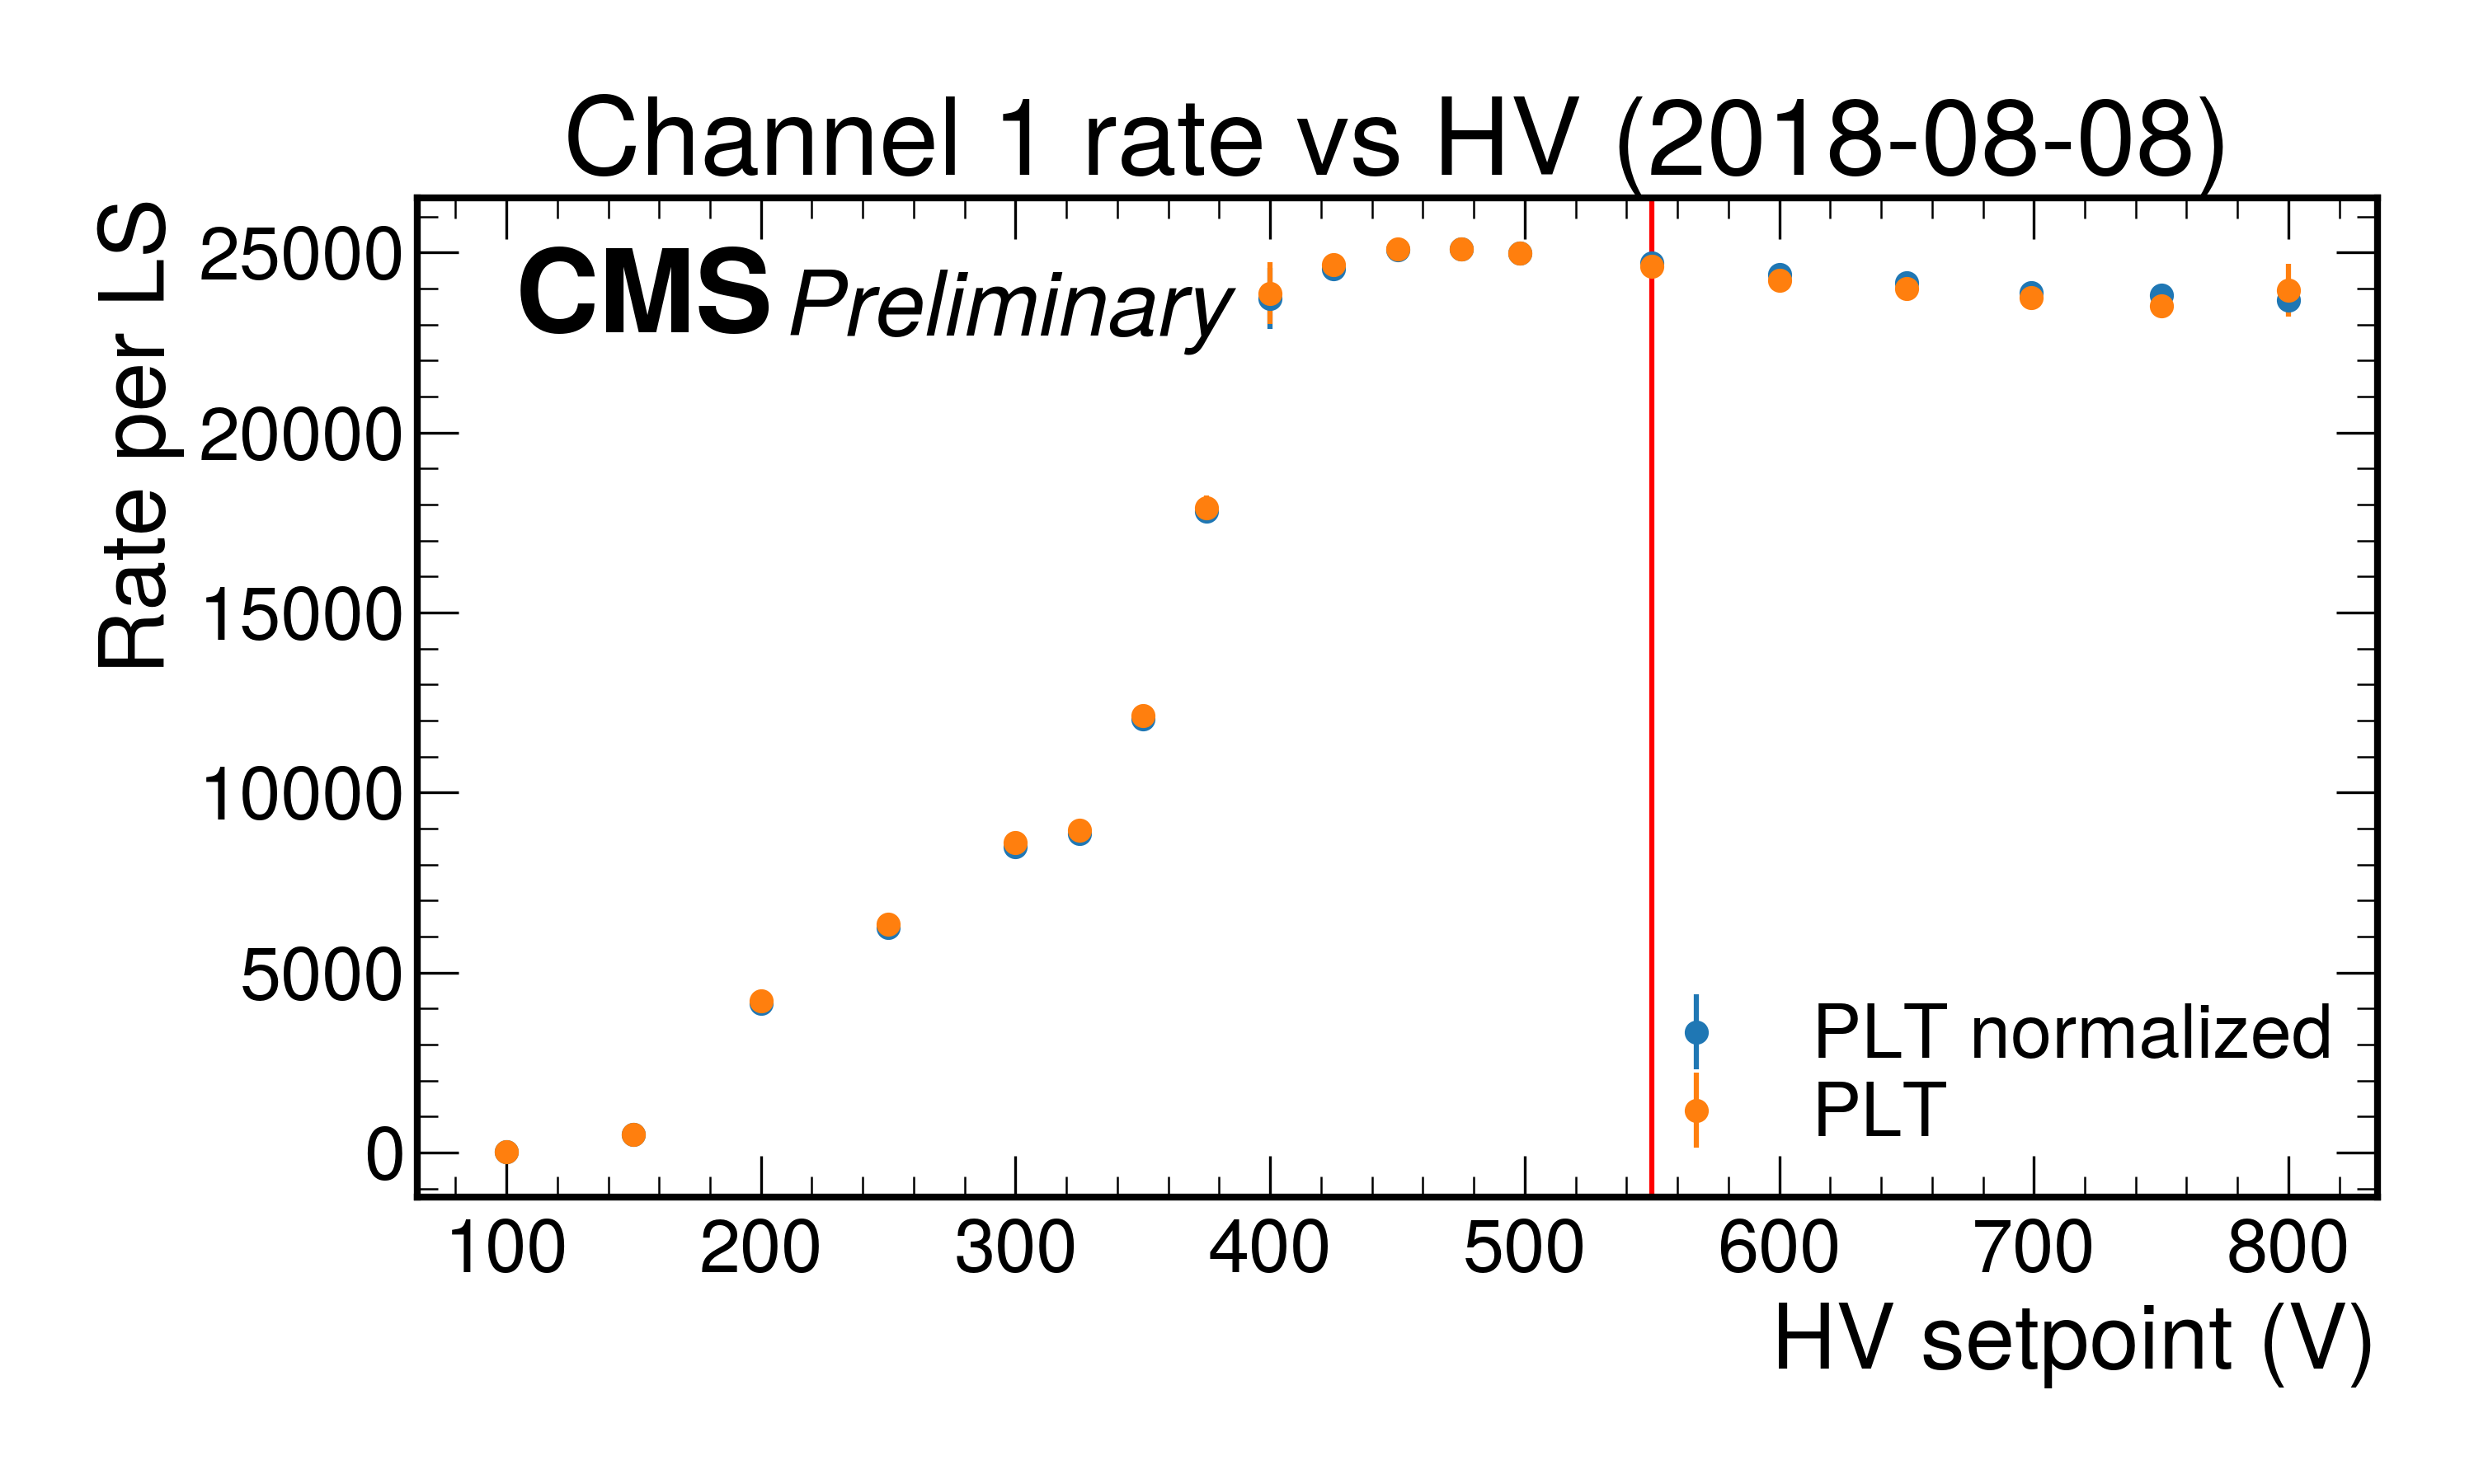 Channel 1 rate vs HV (2018-08-08)
CMS Preliminary
Rate per LS
25000
20000
15000
10000
5000
0
PLT normalized
PLT
100 200 300 400 500 600 700 800
HV setpoint (V)